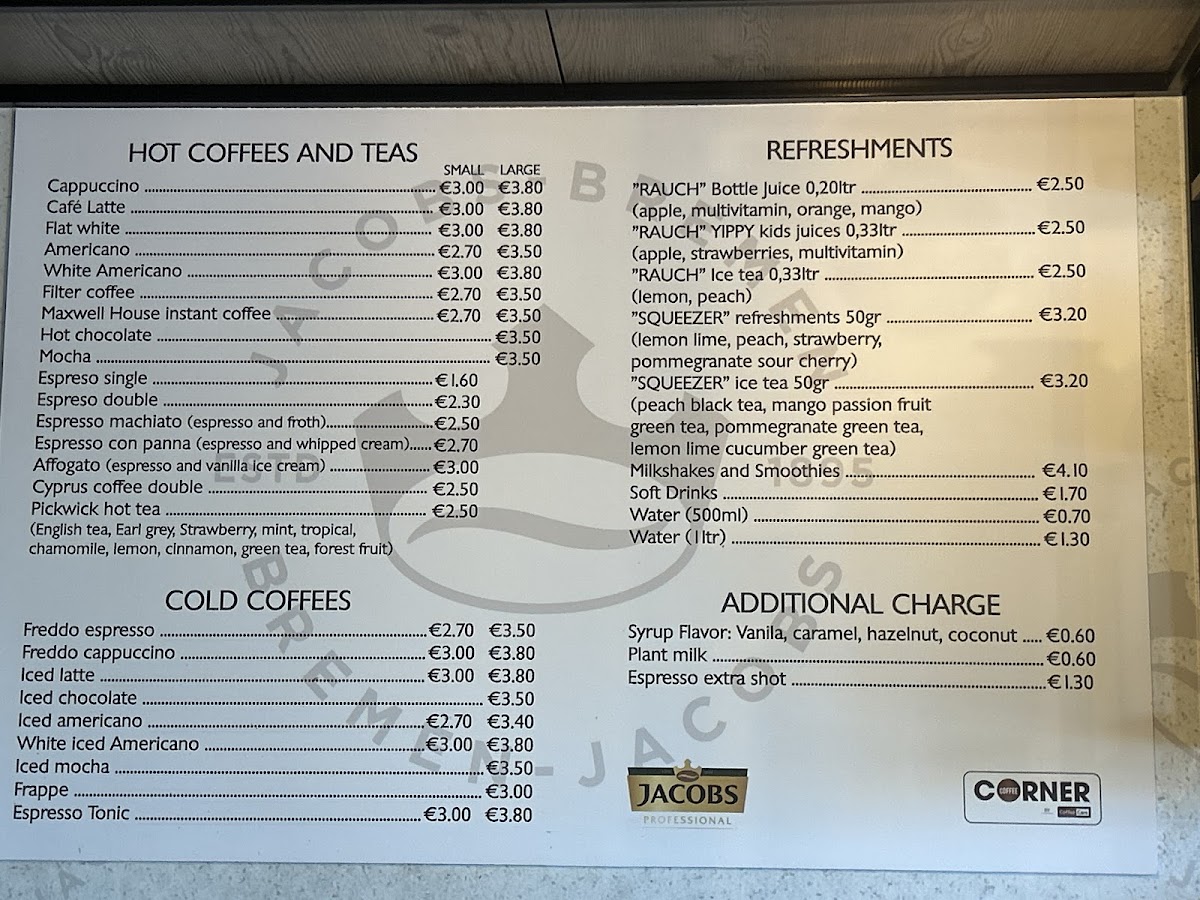 HOT COFFEES AND TEAS
SMALL LARGE
Cappuccino €3.00 €3.80
Café Latte €3.00 €3.80
Flat white €3.00 €3.80
Americano €2.70 €3.50
White Americano €3.00 €3.80
Filter coffee €2.70 €3.50
Maxwell House instant coffee €2.70 €3.50
Hot chocolate €3.50
Mocha €3.50
Espreso single €1.60
Espreso double €2.30
Espresso machiato (espresso and froth) €2.50
Espresso con panna (espresso and whipped cream) €2.70
Affogato (espresso and vanilla ice cream) €3.00
Cyprus coffee double €2.50
Pickwick hot tea €2.50
(English tea, Earl grey, Strawberry, mint, tropical,
chamomile, lemon, cinnamon, green tea, forest fruit)
COLD COFFEES
Freddo espresso €2.70 €3.50
Freddo cappuccino €3.00 €3.80
Iced latte €3.00 €3.80
Iced chocolate €3.50
Iced americano €2.70 €3.40
White iced Americano €3.00 €3.80
Iced mocha €3.50
Frappe €3.00
Espresso Tonic €3.00 €3.80
REFRESHMENTS
"RAUCH" Bottle Juice 0,20ltr €2.50
(apple, multivitamin, orange, mango)
"RAUCH" YIPPY kids juices 0,33ltr €2.50
(apple, strawberries, multivitamin)
"RAUCH" Ice tea 0,33ltr €2.50
(lemon, peach)
"SQUEEZER" refreshments 50gr €3.20
(lemon lime, peach, strawberry,
pommegranate sour cherry)
"SQUEEZER" ice tea 50gr €3.20
(peach black tea, mango passion fruit
green tea, pommegranate green tea,
lemon lime cucumber green tea)
Milkshakes and Smoothies €4.10
Soft Drinks €1.70
Water (500ml) €0.70
Water (1ltr) €1.30
ADDITIONAL CHARGE
Syrup Flavor: Vanila, caramel, hazelnut, coconut €0.60
Plant milk €0.60
Espresso extra shot €1.30
JACOBS-BREMEN
ESTD 1895
BREMEN-JACOBS
JACOBS
PROFESSIONAL
COFFEE CORNER